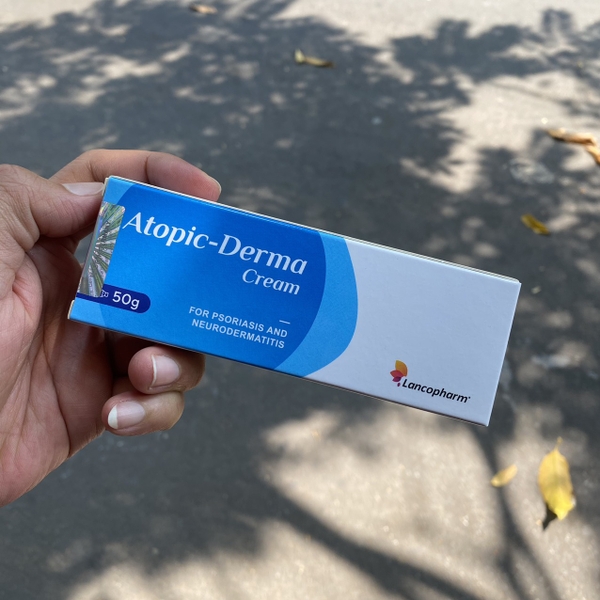 Atopic-Derma
Cream
50g
FOR PSORIASIS AND
NEURODERMATITIS
Lancopharm